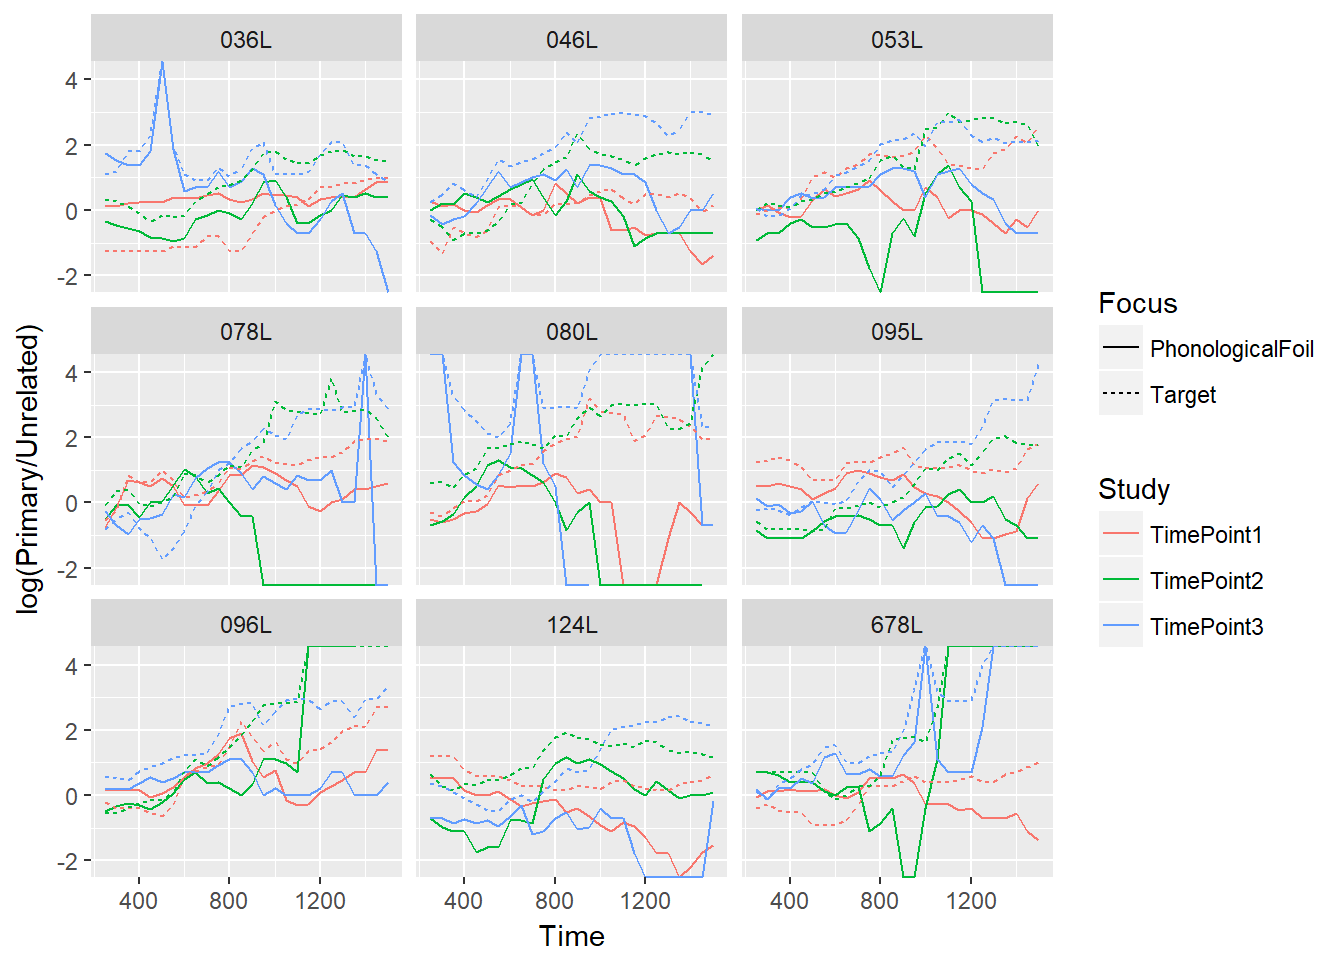 036L 046L 053L
4
2
0
-2
078L 080L 095L
4
2
0
-2
096L 124L 678L
4
2
0
-2
400 800 1200 400 800 1200 400 800 1200
Time
log(Primary/Unrelated)
Focus
PhonologicalFoil
Target
Study
TimePoint1
TimePoint2
TimePoint3